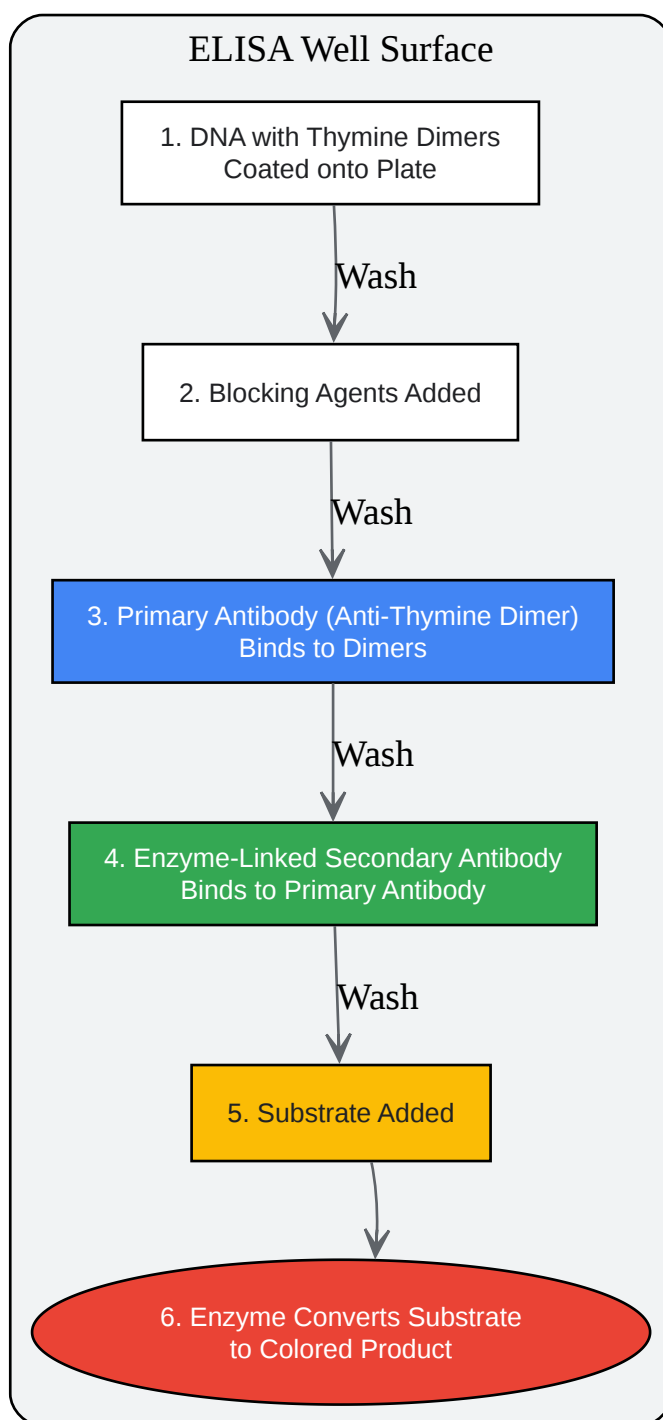 ELISA Well Surface
1. DNA with Thymine Dimers
Coated onto Plate
Wash
2. Blocking Agents Added
Wash
3. Primary Antibody (Anti-Thymine Dimer)
Binds to Dimers
Wash
4. Enzyme-Linked Secondary Antibody
Binds to Primary Antibody
Wash
5. Substrate Added
6. Enzyme Converts Substrate
to Colored Product